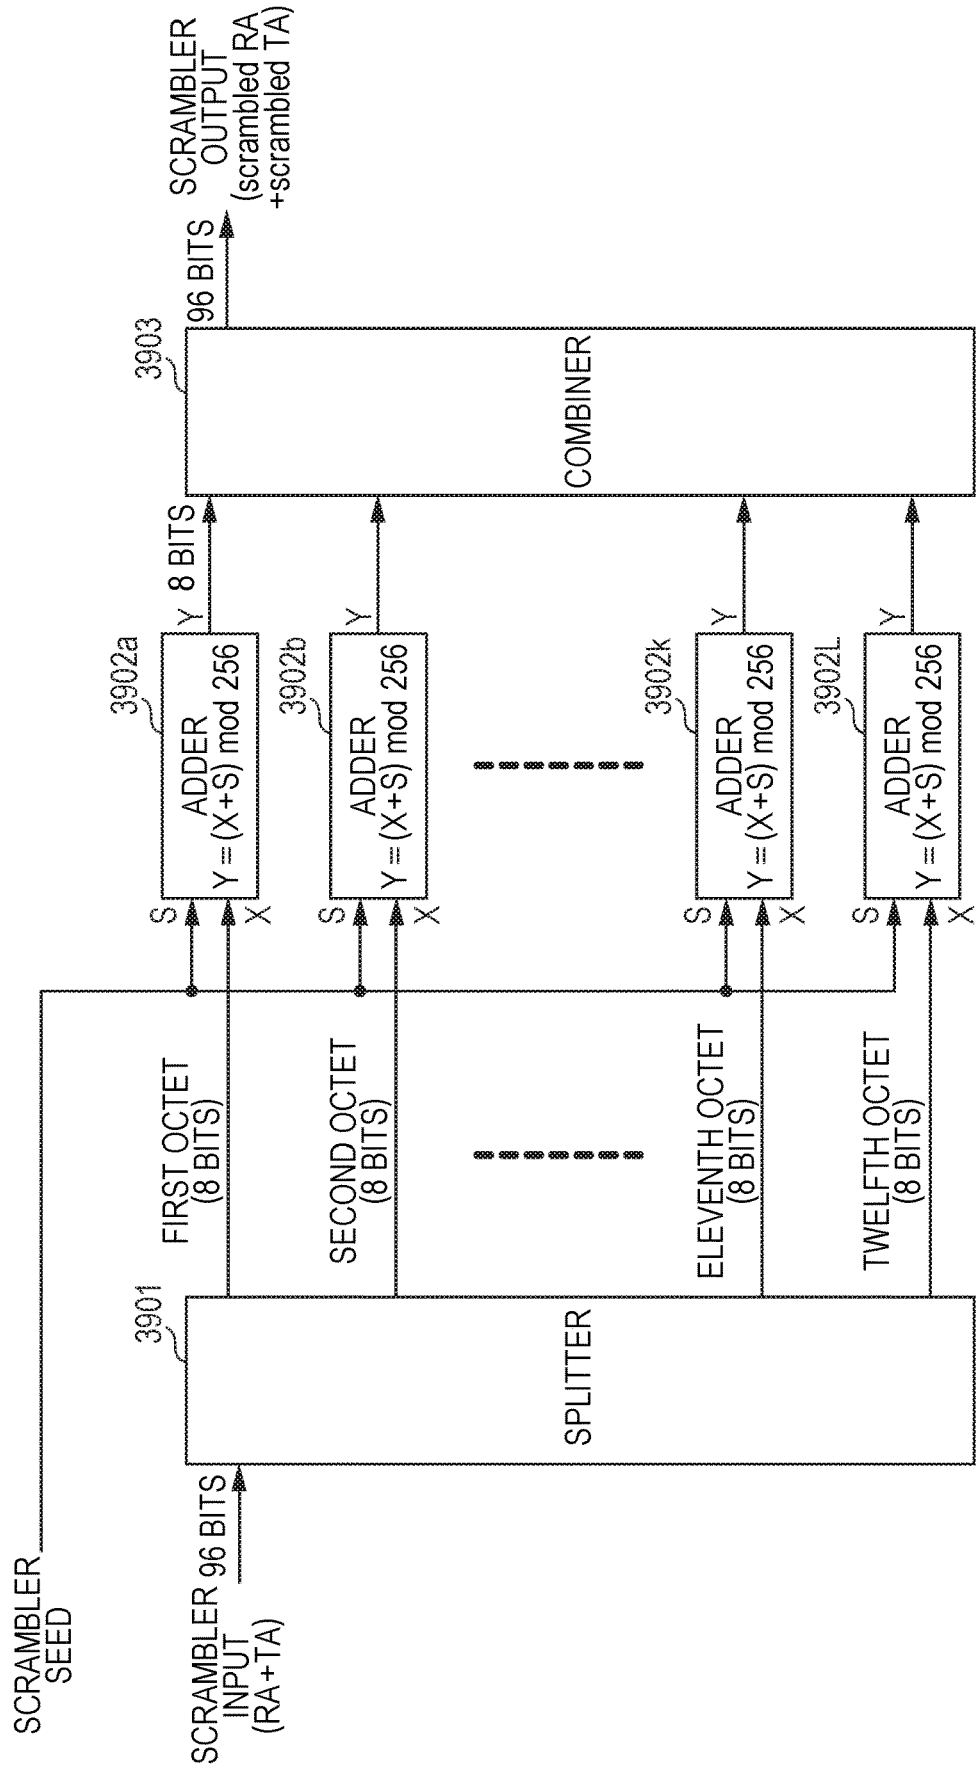 SCRAMBLER
SEED
SCRAMBLER
INPUT
(RA+TA)
96 BITS
3901
SPLITTER
FIRST OCTET
(8 BITS)
SECOND OCTET
(8 BITS)
ELEVENTH OCTET
(8 BITS)
TWELFTH OCTET
(8 BITS)
S
X
3902a
ADDER
Y=(X+S) mod 256
Y
8 BITS
S
X
3902b
ADDER
Y=(X+S) mod 256
Y
S
X
3902k
ADDER
Y=(X+S) mod 256
Y
S
X
3902L
ADDER
Y=(X+S) mod 256
Y
3903
COMBINER
96 BITS
SCRAMBLER
OUTPUT
(scrambled RA
+scrambled TA)